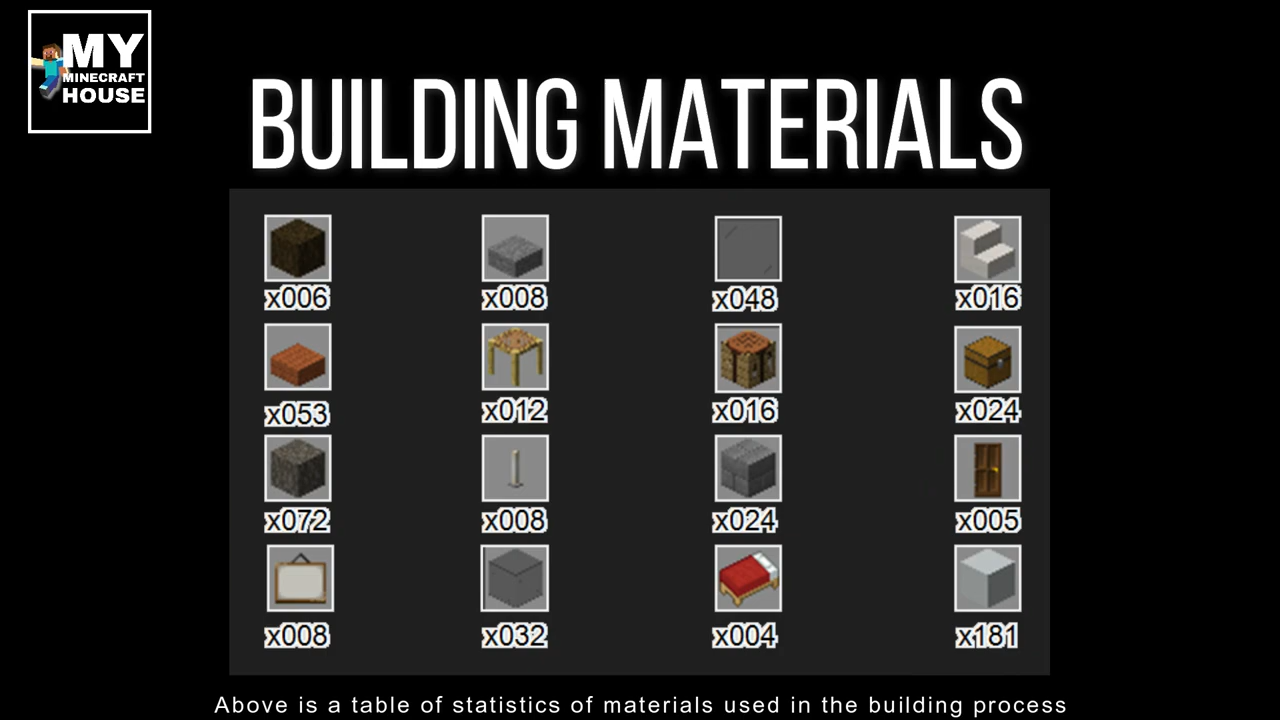 MY
MINECRAFT
HOUSE
BUILDING MATERIALS
x006 x008 x048 x016
x053 x012 x016 x024
x072 x008 x024 x005
x008 x032 x004 x181
Above is a table of statistics of materials used in the building process